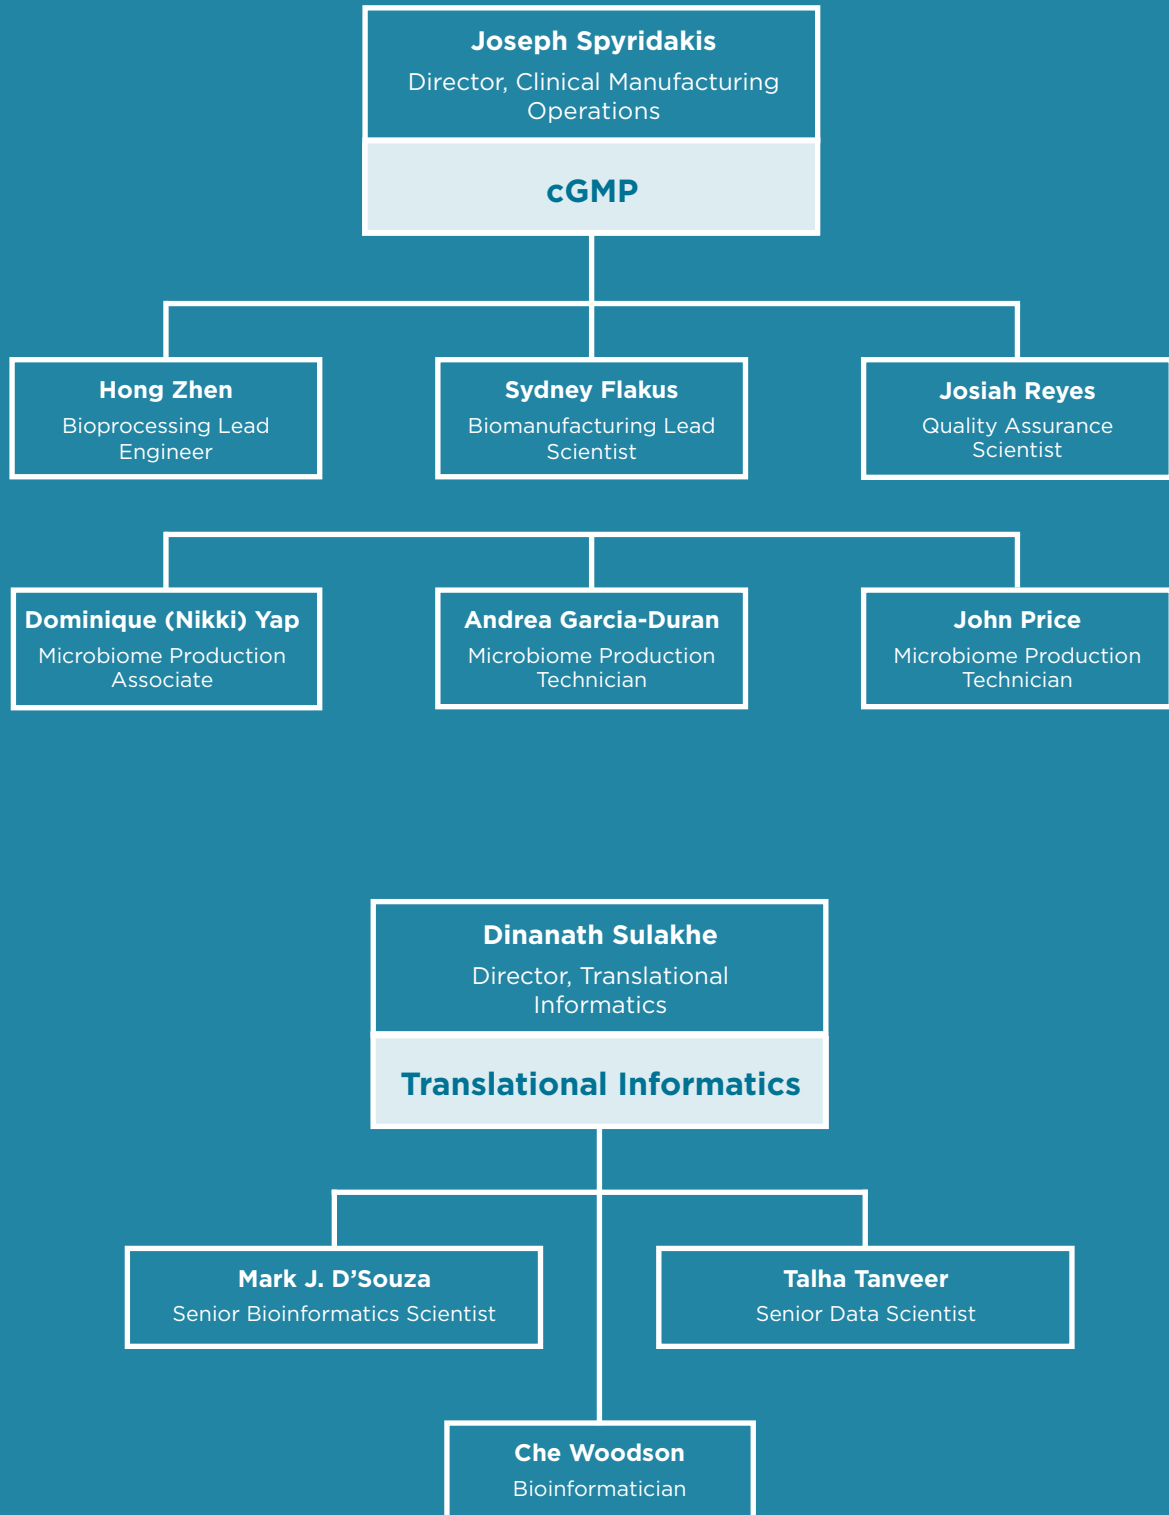 Joseph Spyridakis
Director, Clinical Manufacturing
Operations
cGMP
Hong Zhen
Bioprocessing Lead
Engineer
Sydney Flakus
Biomanufacturing Lead
Scientist
Josiah Reyes
Quality Assurance
Scientist
Dominique (Nikki) Yap
Microbiome Production
Associate
Andrea Garcia-Duran
Microbiome Production
Technician
John Price
Microbiome Production
Technician
Dinanath Sulakhe
Director, Translational
Informatics
Translational Informatics
Mark J. D’Souza
Senior Bioinformatics Scientist
Talha Tanveer
Senior Data Scientist
Che Woodson
Bioinformatician